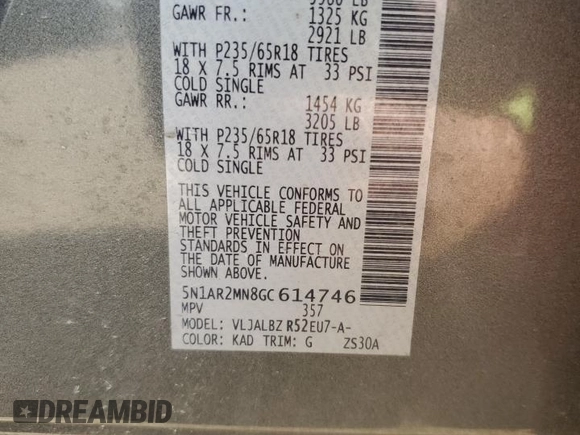 GAWR FR.: 1325 KG
2921 LB
WITH P235/65R18 TIRES
18 X 7.5 RIMS AT 33 PSI
COLD SINGLE
GAWR RR.: 1454 KG
3205 LB
WITH P235/65R18 TIRES
18 X 7.5 RIMS AT 33 PSI
COLD SINGLE
THIS VEHICLE CONFORMS TO
ALL APPLICABLE FEDERAL
MOTOR VEHICLE SAFETY AND
THEFT PREVENTION
STANDARDS IN EFFECT ON
THE DATE OF MANUFACTURE
SHOWN ABOVE.
5N1AR2MN8GC614746
MPV 357
MODEL: VLJALBZ R52EU7-A-
COLOR: KAD TRIM: G ZS30A
DREAMBID